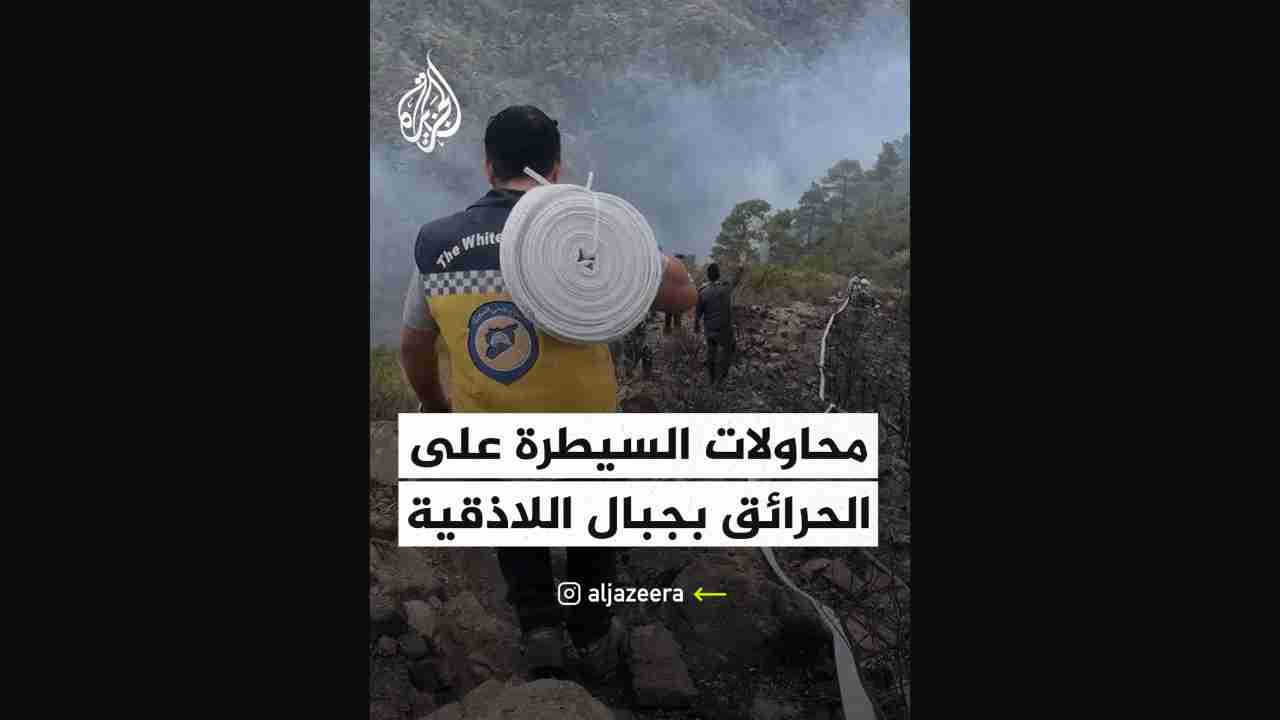 الجزيرة
The White
محاولات السيطرة على
الحرائق بجبال اللاذقية
aljazeera